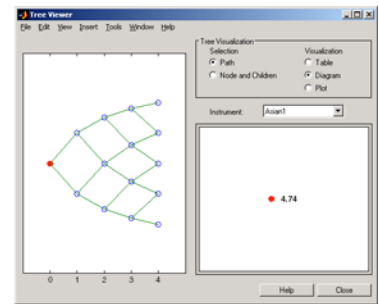 Tree Viewer
File Edit View Insert Tools Window Help
Tree Visualization
Selection
Visualization
Path
Table
Node and Children
Diagram
Plot
Instrument:
Asian1
4.74
0 1 2 3 4
Help
Close